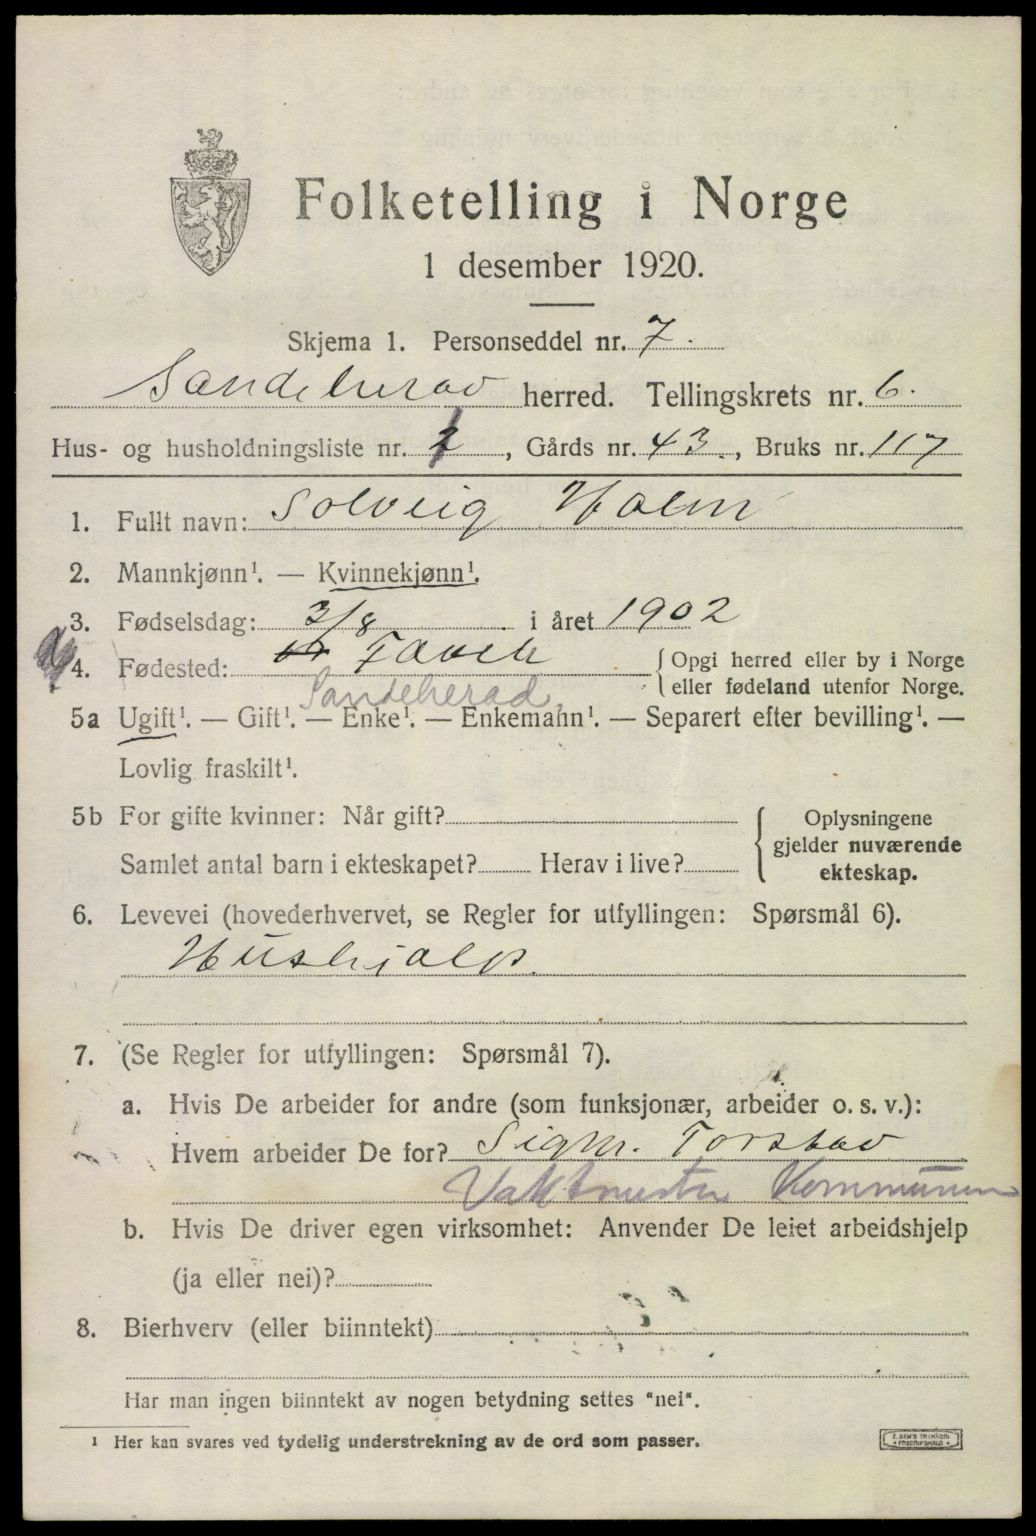 Folketelling i Norge
1 desember 1920.
Skjema 1. Personseddel nr. 7.
Sandeherad herred. Tellingskrets nr. 6.
Hus- og husholdningsliste nr. 1, Gårds nr. 43., Bruks nr. 117
1. Fullt navn: Solveig Holm
2. Mannkjønn¹. — Kvinnekjønn¹.
3. Fødselsdag: 3/8 i året 1902
4. Fødested: {Opgi herred eller by i Norge
eller fødeland utenfor Norge.
Sandeherad.
5a Ugift¹. — Gift¹. — Enke¹. — Enkemann¹. — Separert efter bevilling¹. —
Lovlig fraskilt¹.
5b For gifte kvinner: Når gift?
Samlet antal barn i ekteskapet? Herav i live?
{Oplysningene
gjelder nuværende
ekteskap.
6. Levevei (hovederhvervet, se Regler for utfyllingen: Spørsmål 6).
Hushjælp.
7. (Se Regler for utfyllingen: Spørsmål 7).
a. Hvis De arbeider for andre (som funksjonær, arbeider o. s. v.):
Hvem arbeider De for? Sigm. Torstad
Vaktmester Kommunen
b. Hvis De driver egen virksomhet: Anvender De leiet arbeidshjelp
(ja eller nei)?
8. Bierhverv (eller biinntekt)
Har man ingen biinntekt av nogen betydning settes "nei".
¹ Her kan svares ved tydelig understrekning av de ord som passer.